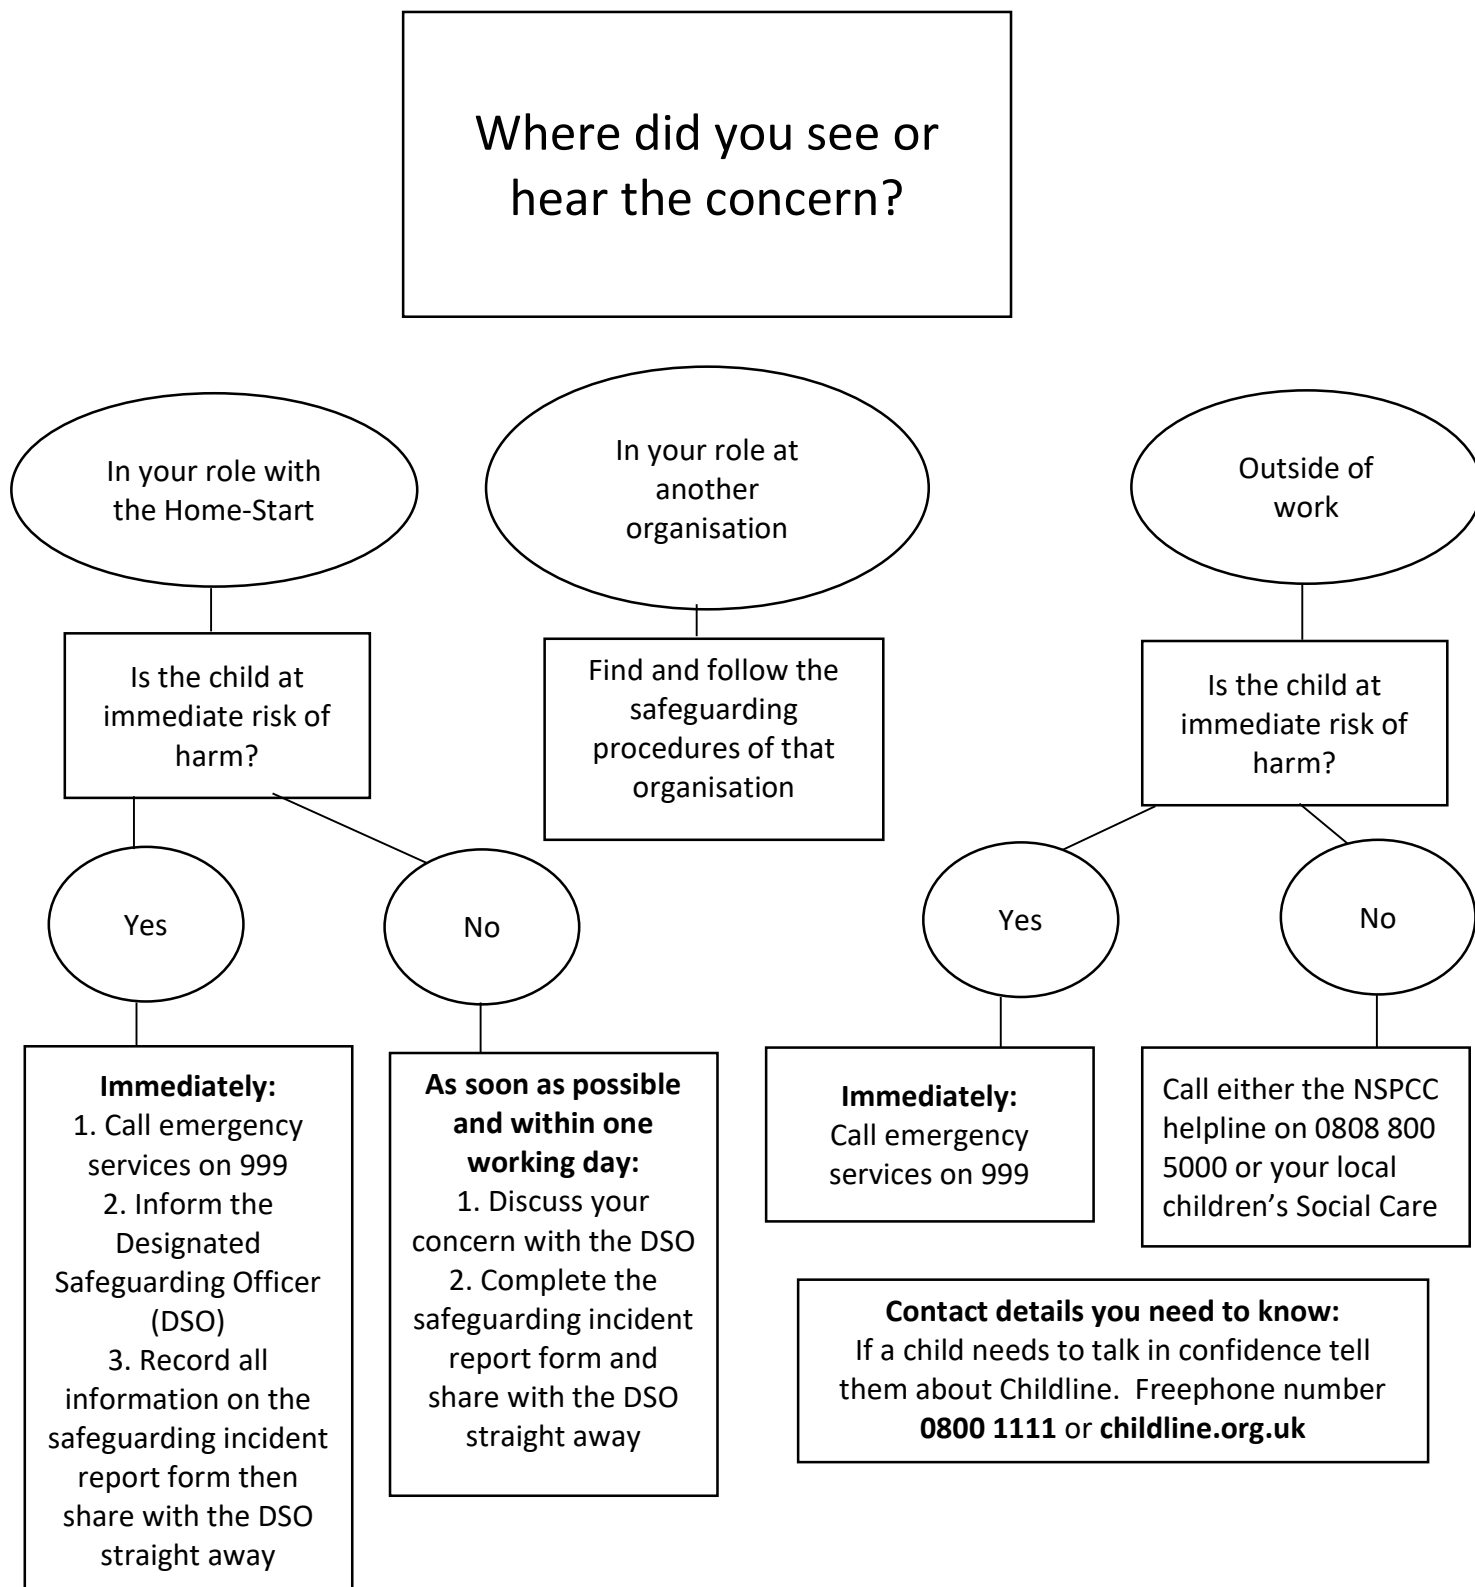 Where did you see or
hear the concern?
In your role with
the Home-Start
In your role at
another
organisation
Outside of
work
Is the child at
immediate risk of
harm?
Find and follow the
safeguarding
procedures of that
organisation
Is the child at
immediate risk of
harm?
Yes
No
Yes
No
Immediately:
1. Call emergency
services on 999
2. Inform the
Designated
Safeguarding Officer
(DSO)
3. Record all
information on the
safeguarding incident
report form then
share with the DSO
straight away
As soon as possible
and within one
working day:
1. Discuss your
concern with the DSO
2. Complete the
safeguarding incident
report form and
share with the DSO
straight away
Immediately:
Call emergency
services on 999
Call either the NSPCC
helpline on 0808 800
5000 or your local
children’s Social Care
Contact details you need to know:
If a child needs to talk in confidence tell
them about Childline.  Freephone number
0800 1111 or childline.org.uk